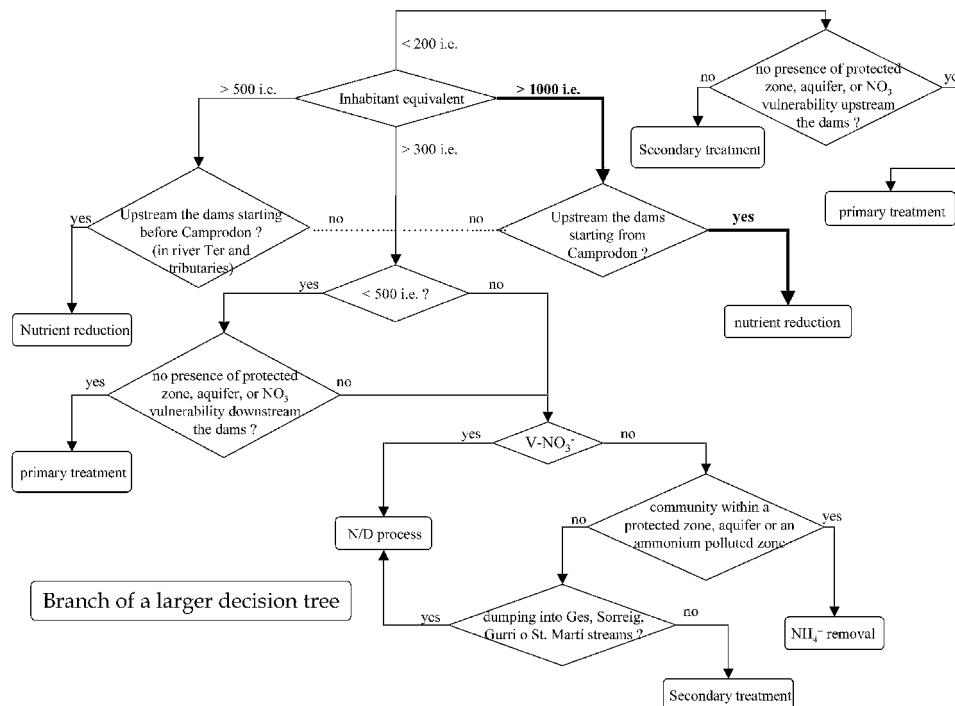 < 200 i.e.
no
no presence of protected
zone, aquifer, or NO3
vulnerability upstream
the dams ?
> 500 i.e.
Inhabitant equivalent
> 1000 i.e.
> 300 i.e.
Secondary treatment
primary treatment
yes
Upstream the dams starting
before Camprodon ?
(in river Ter and
tributaries)
no
no
Upstream the dams
starting from
Camprodon ?
yes
yes
< 500 i.e. ?
no
Nutrient reduction
nutrient reduction
yes
no presence of protected
zone, aquifer, or NO3
vulnerability downstream
the dams ?
no
primary treatment
yes
V-NO3-
no
N/D process
no
community within a
protected zone, aquifer or an
ammonium polluted zone
yes
Branch of a larger decision tree
yes
dumping into Ges, Sorreig,
Gurri o St. Martí streams ?
no
NH4– removal
Secondary treatment